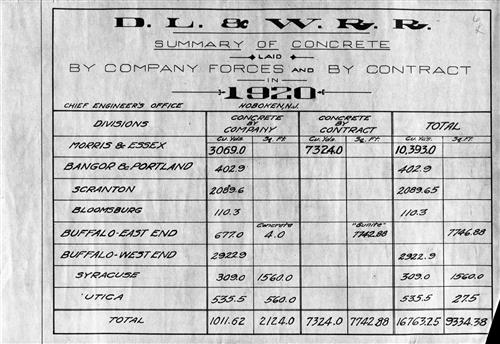 D. L. & W. R. R.
SUMMARY OF CONCRETE
LAID
BY COMPANY FORCES AND BY CONTRACT
IN
1920
CHIEF ENGINEER'S OFFICE HOBOKEN, N.J.
DIVISIONS CONCRETE BY COMPANY CONCRETE BY CONTRACT TOTAL
Cu. Yds. Sq. Ft. Cu. Yds. Sq. Ft. Cu. Yds. Sq. Ft.
MORRIS & ESSEX 3069.0 7324.0 10,393.0
BANGOR & PORTLAND 402.9 402.9
SCRANTON 2089.6 2089.65
BLOOMSBURG 110.3 110.3
BUFFALO-EAST END 677.0 Concrete 4.0 "Gunite" 7742.88 7746.88
BUFFALO-WEST END 2922.9 2922.9
SYRACUSE 309.0 1560.0 309.0 1560.0
UTICA 535.5 560.0 535.5 27.5
TOTAL 1011.62 2124.0 7324.0 7742.88 16763.25 9334.38